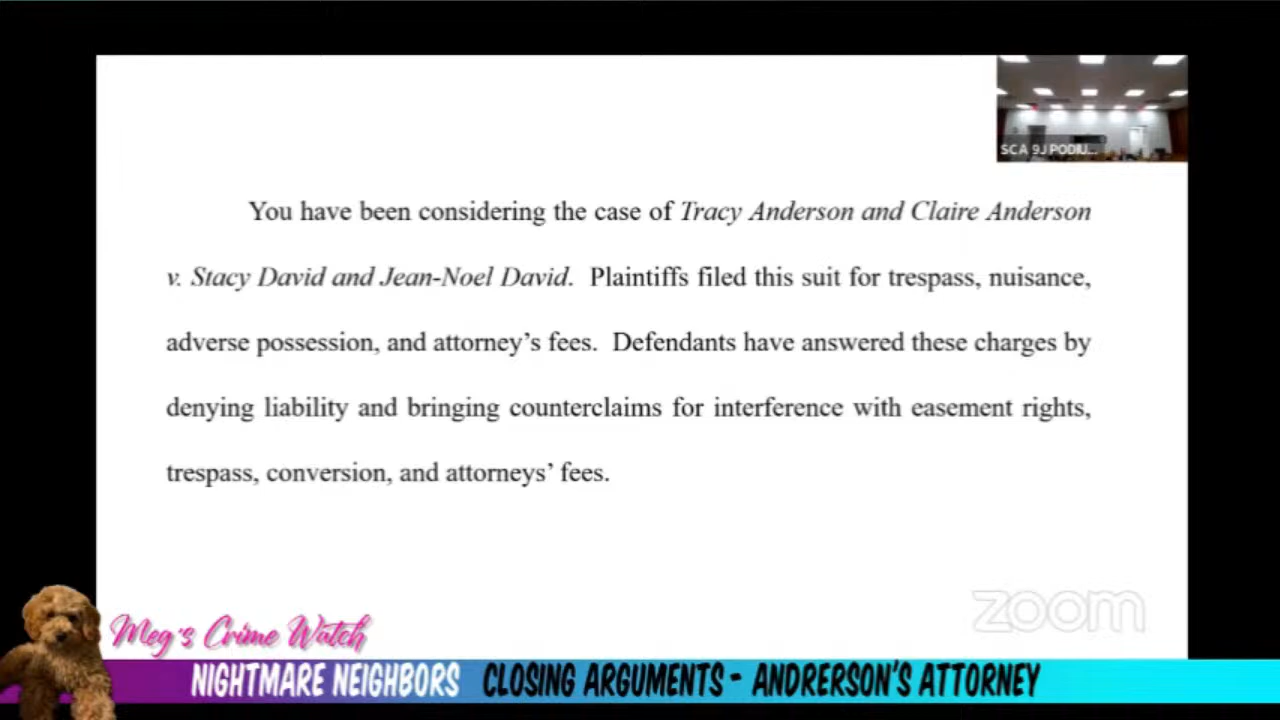 SCA 9J PODIU...
You have been considering the case of Tracy Anderson and Claire Anderson
v. Stacy David and Jean-Noel David. Plaintiffs filed this suit for trespass, nuisance,
adverse possession, and attorney’s fees. Defendants have answered these charges by
denying liability and bringing counterclaims for interference with easement rights,
trespass, conversion, and attorneys’ fees.
zoom
Meg's Crime Watch
NIGHTMARE NEIGHBORS CLOSING ARGUMENTS - ANDRERSON'S ATTORNEY